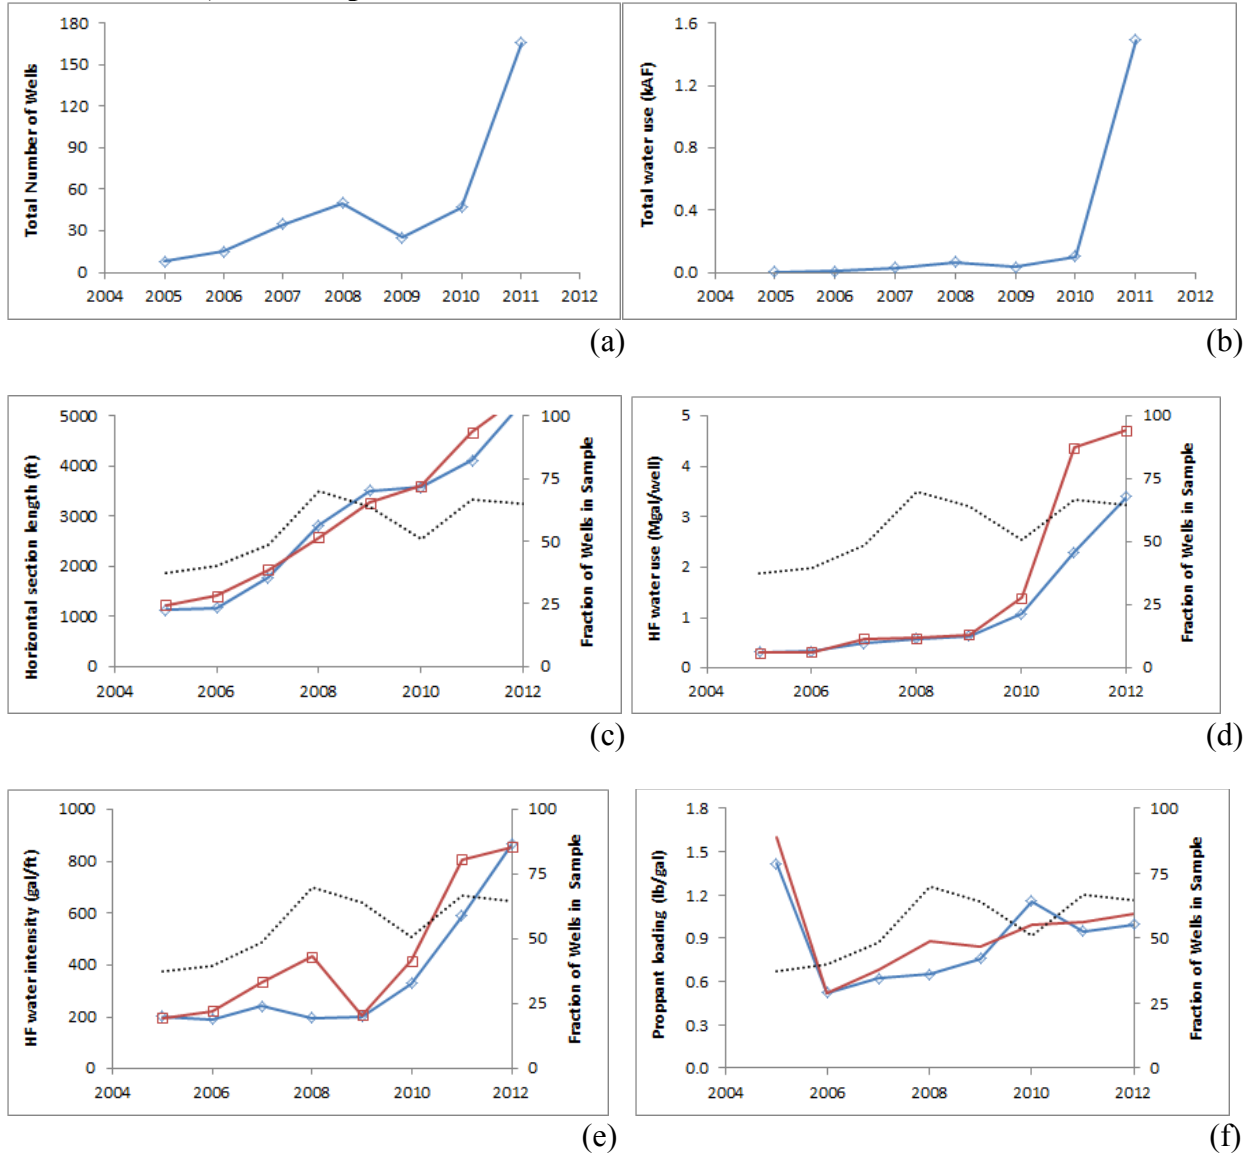 180
150
120
90
60
30
0
Total Number of Wells
2004 2005 2006 2007 2008 2009 2010 2011 2012
(a)
1.6
1.2
0.8
0.4
0.0
Total water use (kAF)
2004 2005 2006 2007 2008 2009 2010 2011 2012
(b)
5000
4000
3000
2000
1000
0
Horizontal section length (ft)
100
75
50
25
0
Fraction of Wells in Sample
2004 2006 2008 2010 2012
(c)
5
4
3
2
1
0
HF water use (Mgal/well)
100
75
50
25
0
Fraction of Wells in Sample
2004 2006 2008 2010 2012
(d)
1000
800
600
400
200
0
HF water intensity (gal/ft)
100
75
50
25
0
Fraction of Wells in Sample
2004 2006 2008 2010 2012
(e)
1.8
1.5
1.2
0.9
0.6
0.3
0.0
Proppant loading (lb/gal)
100
75
50
25
0
Fraction of Wells in Sample
2004 2006 2008 2010 2012
(f)